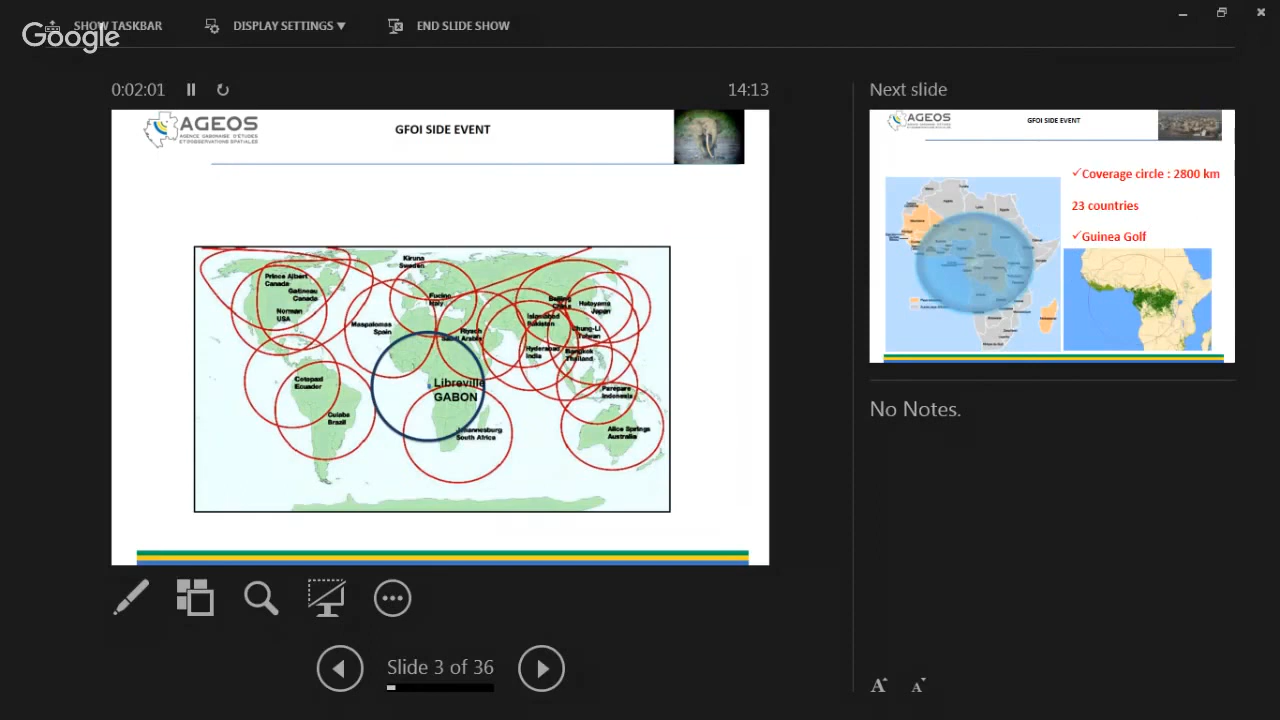 Google
SHOW TASKBAR
DISPLAY SETTINGS ▼
END SLIDE SHOW
0:02:01
14:13
AGEOS
AGENCE GABONAISE D'ÉTUDES
ET D'OBSERVATIONS SPATIALES
GFOI SIDE EVENT
Kiruna
Sweden
Prince Albert
Canada
Gatineau
Canada
Norman
USA
Fucino
Italy
Maspalomas
Spain
Riyadh
Saudi Arabia
Beijing
China
Hatoyama
Japan
Islamabad
Pakistan
Chung-Li
Taiwan
Hyderabad
India
Bangkok
Thailand
Cotopaxi
Ecuador
Libreville
GABON
Parepare
Indonesia
Cuiaba
Brazil
Johannesburg
South Africa
Alice Springs
Australia
Slide 3 of 36
Next slide
AGEOS
GFOI SIDE EVENT
✓Coverage circle : 2800 km
23 countries
✓Guinea Golf
No Notes.
A
A